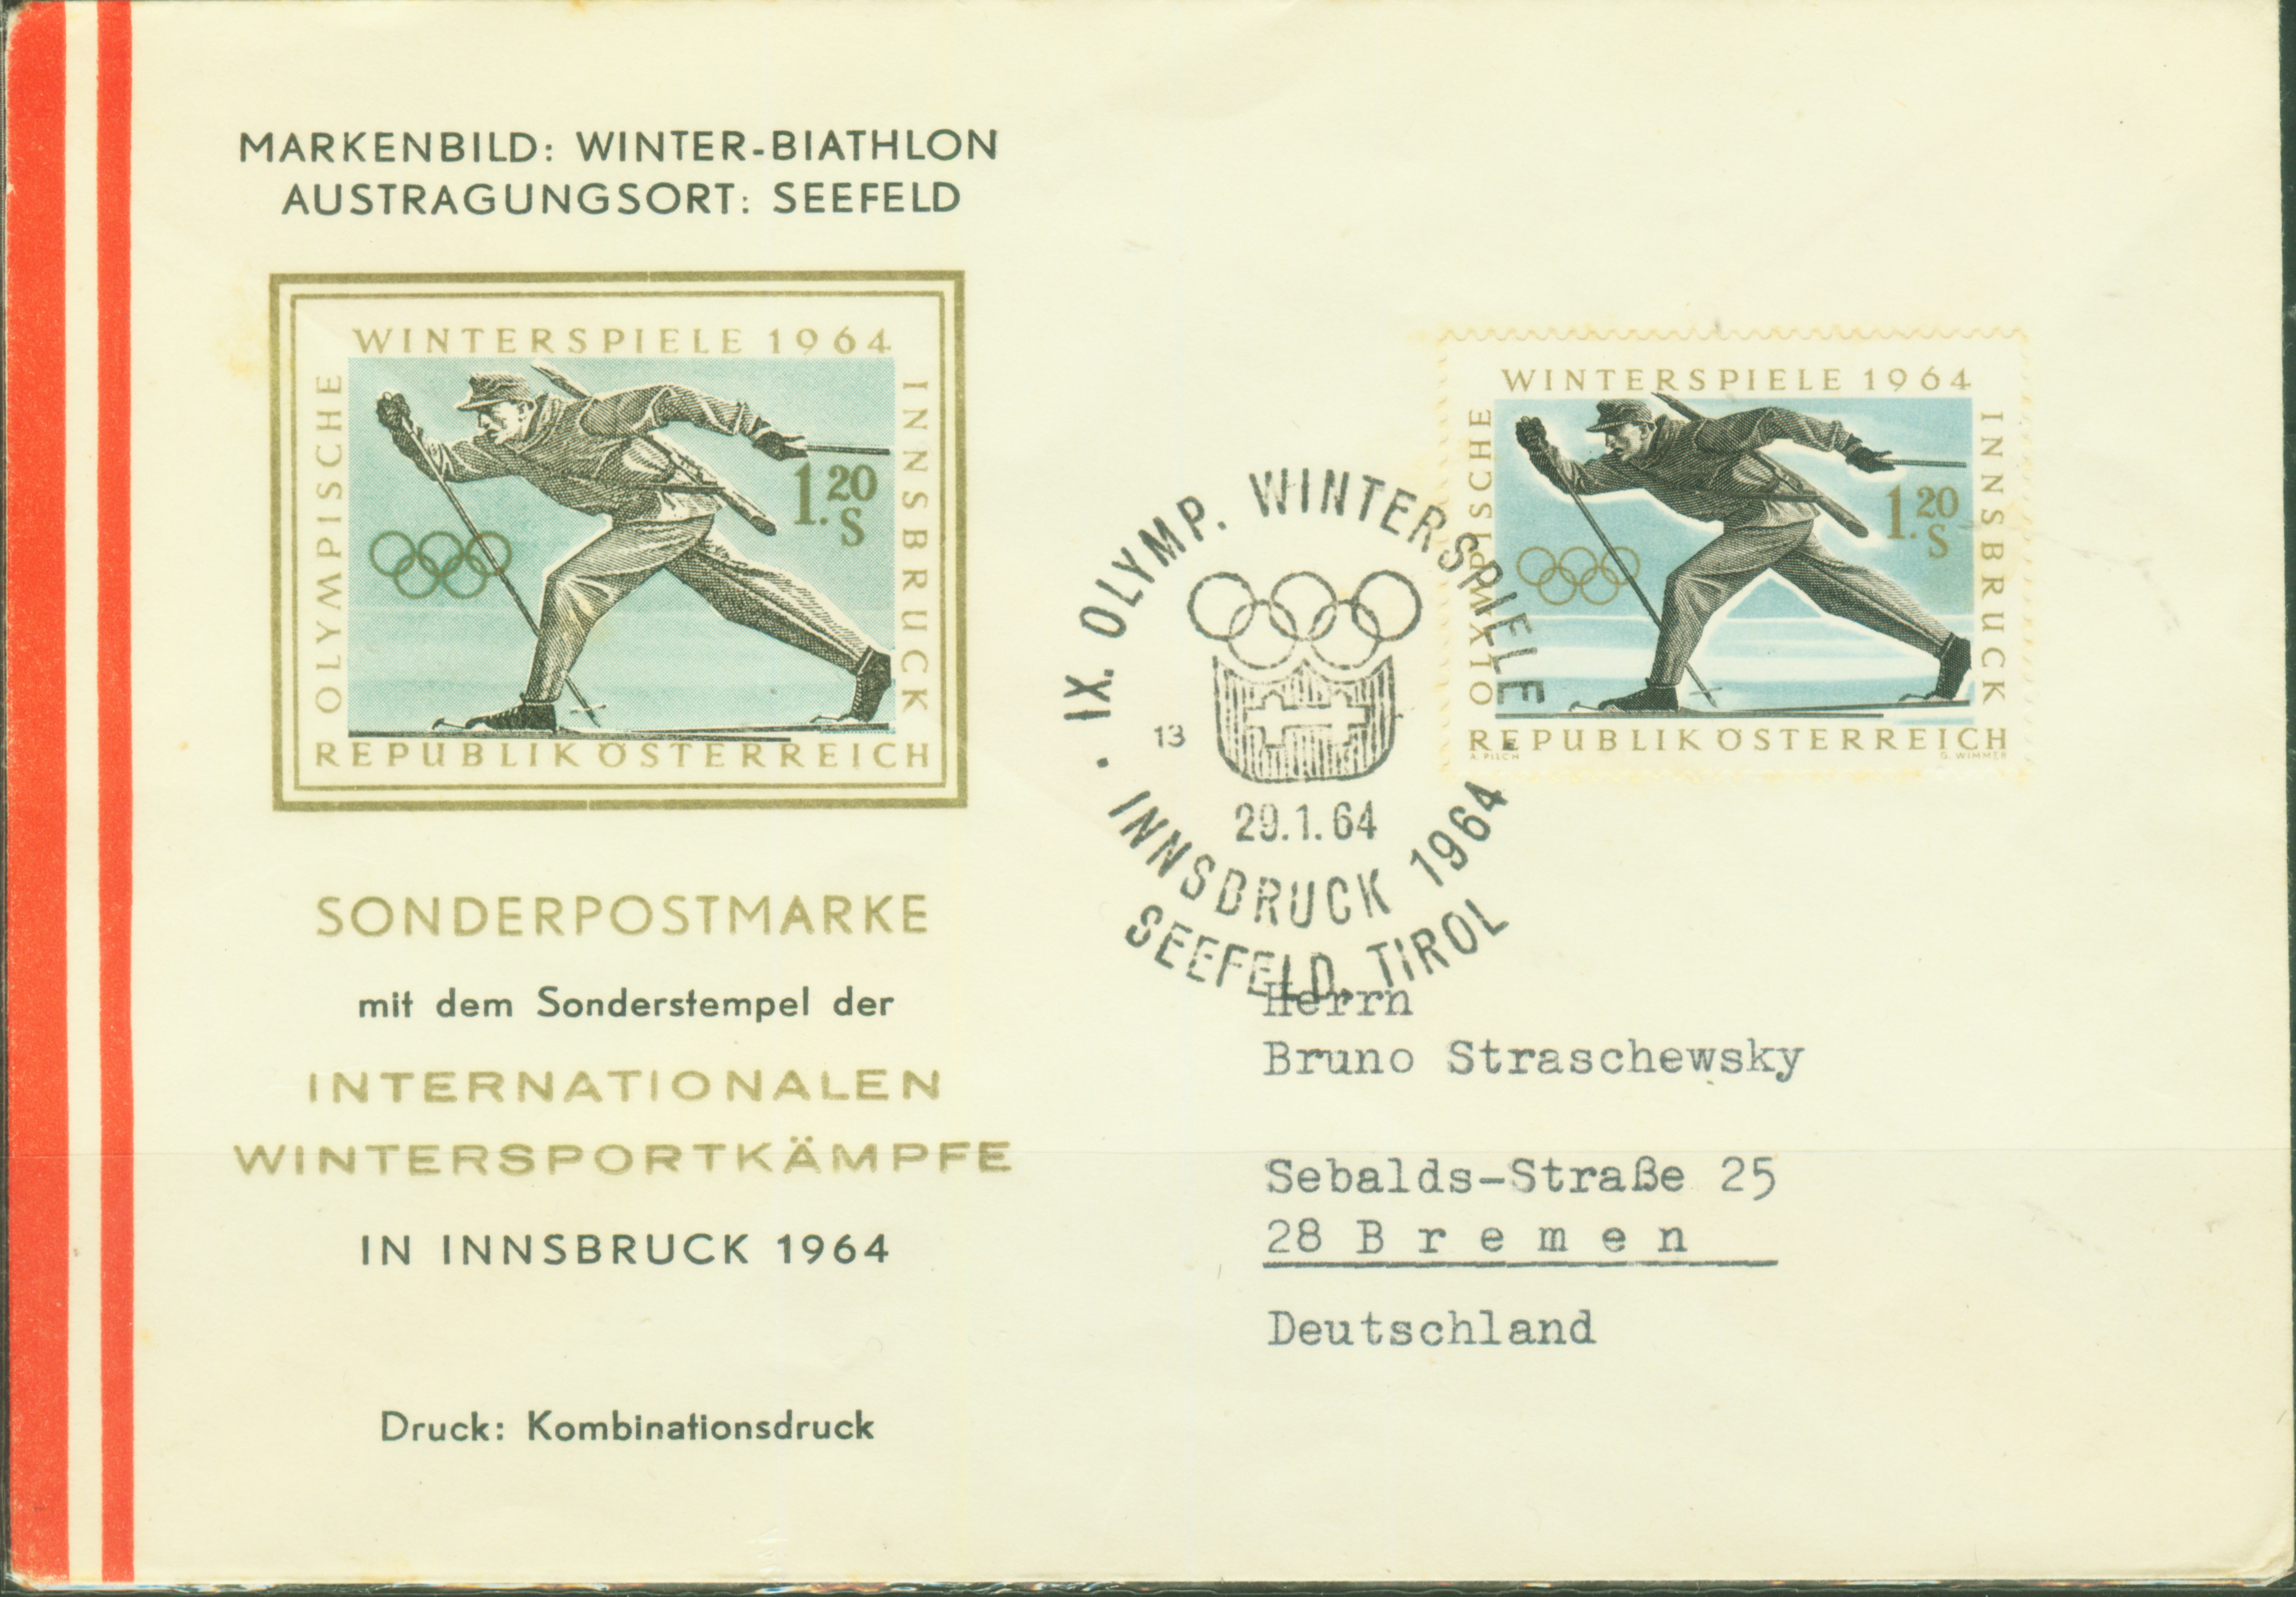 MARKENBILD: WINTER-BIATHLON
AUSTRAGUNGSORT: SEEFELD
WINTERSPIELE 1964
OLYMPISCHE
INNSBRUCK
1.20
S
REPUBLIK ÖSTERREICH
SONDERPOSTMARKE
mit dem Sonderstempel der
INTERNATIONALEN
WINTERSPORTKÄMPFE
IN INNSBRUCK 1964
Druck: Kombinationsdruck
WINTERSPIELE 1964
OLYMPISCHE
INNSBRUCK
1.20
S
REPUBLIK ÖSTERREICH
A. PILCH
G. WIMMER
· IX. OLYMP. WINTERSPIELE
13
29.1.64
INNSBRUCK 1964
SEEFELD, TIROL
Herrn
Bruno Straschewsky
Sebalds-Straße 25
28 B r e m e n
Deutschland